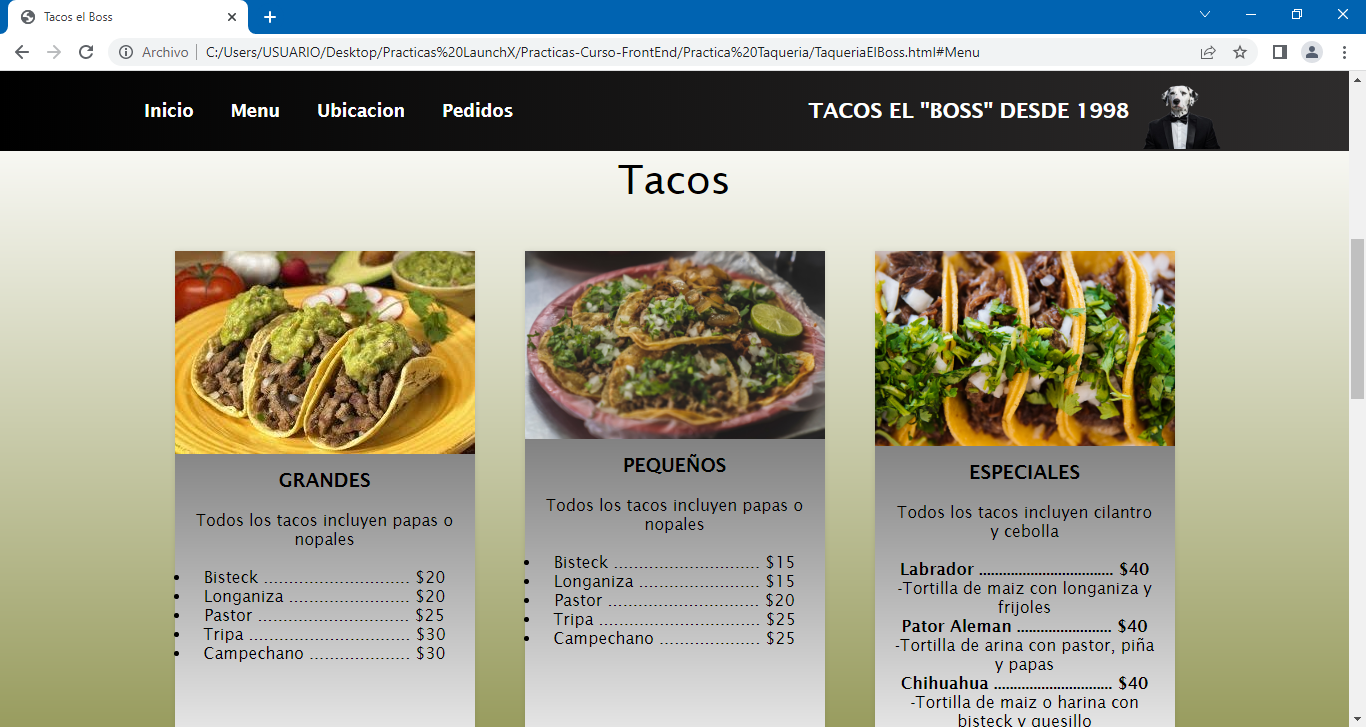 Tacos el Boss
Archivo
C:/Users/USUARIO/Desktop/Practicas%20LaunchX/Practicas-Curso-FrontEnd/Practica%20Taqueria/TaqueriaElBoss.html#Menu
Inicio Menu Ubicacion Pedidos
TACOS EL "BOSS" DESDE 1998
Tacos
GRANDES
Todos los tacos incluyen papas o
nopales
Bisteck ............................. $20
Longaniza ........................ $20
Pastor .............................. $25
Tripa ................................ $30
Campechano .................... $30
PEQUEÑOS
Todos los tacos incluyen papas o
nopales
Bisteck ............................. $15
Longaniza ........................ $15
Pastor .............................. $20
Tripa ................................ $25
Campechano .................... $25
ESPECIALES
Todos los tacos incluyen cilantro
y cebolla
Labrador .................................. $40
-Tortilla de maiz con longaniza y
frijoles
Pator Aleman ........................ $40
-Tortilla de arina con pastor, piña
y papas
Chihuahua .............................. $40
-Tortilla de maiz o harina con
bisteck y quesillo